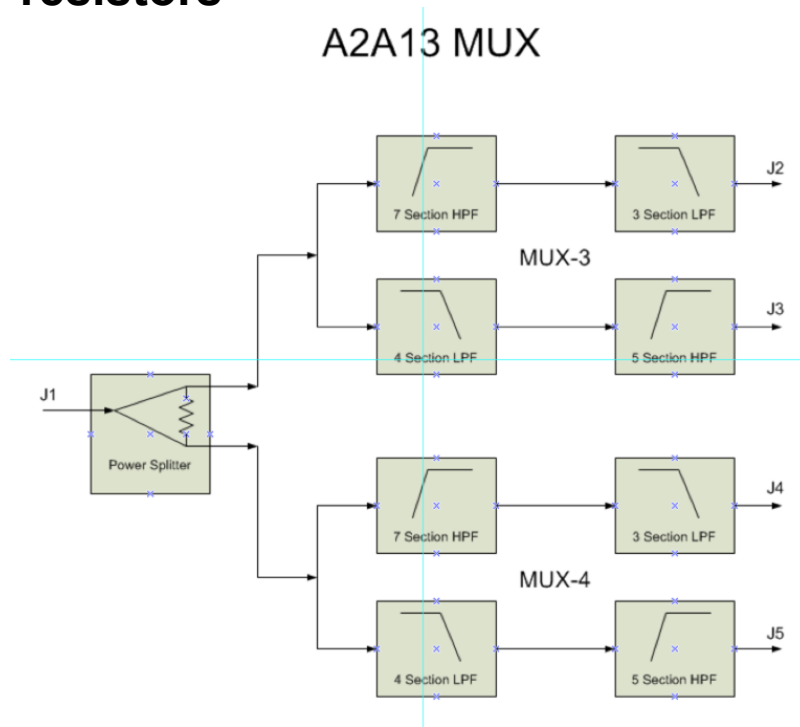 A2A13 MUX
7 Section HPF
3 Section LPF
J2
MUX-3
4 Section LPF
5 Section HPF
J3
J1
Power Splitter
7 Section HPF
3 Section LPF
J4
MUX-4
4 Section LPF
5 Section HPF
J5